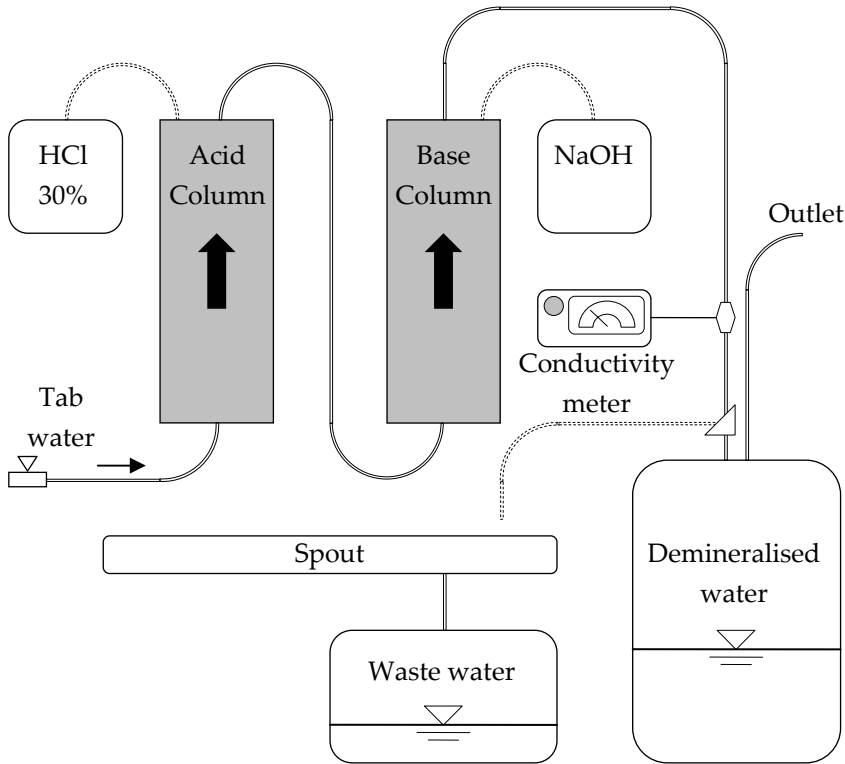 HCl
30%
Acid
Column
Base
Column
NaOH
Outlet
Conductivity
meter
Tab
water
Spout
Demineralised
water
Waste water